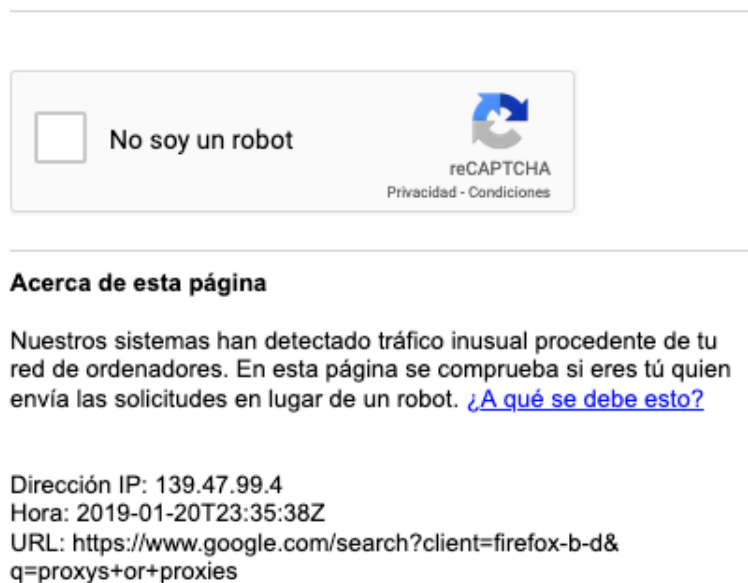 No soy un robot
reCAPTCHA
Privacidad - Condiciones
Acerca de esta página
Nuestros sistemas han detectado tráfico inusual procedente de tu
red de ordenadores. En esta página se comprueba si eres tú quien
envía las solicitudes en lugar de un robot. ¿A qué se debe esto?
Dirección IP: 139.47.99.4
Hora: 2019-01-20T23:35:38Z
URL: https://www.google.com/search?client=firefox-b-d&
q=proxys+or+proxies